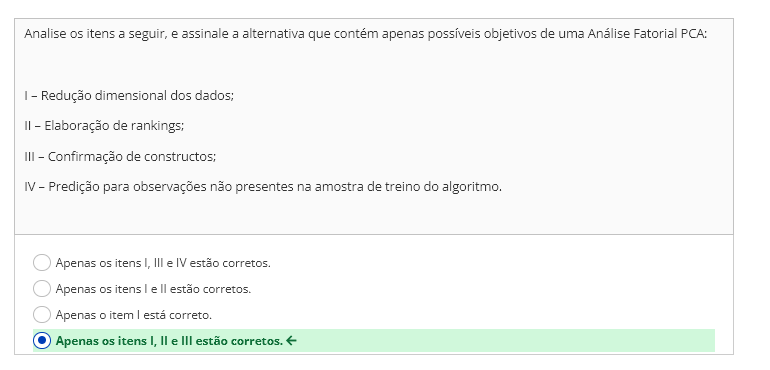 Analise os itens a seguir, e assinale a alternativa que contém apenas possíveis objetivos de uma Análise Fatorial PCA:
I – Redução dimensional dos dados;
II – Elaboração de rankings;
III – Confirmação de constructos;
IV – Predição para observações não presentes na amostra de treino do algoritmo.
Apenas os itens I, III e IV estão corretos.
Apenas os itens I e II estão corretos.
Apenas o item I está correto.
Apenas os itens I, II e III estão corretos. ←